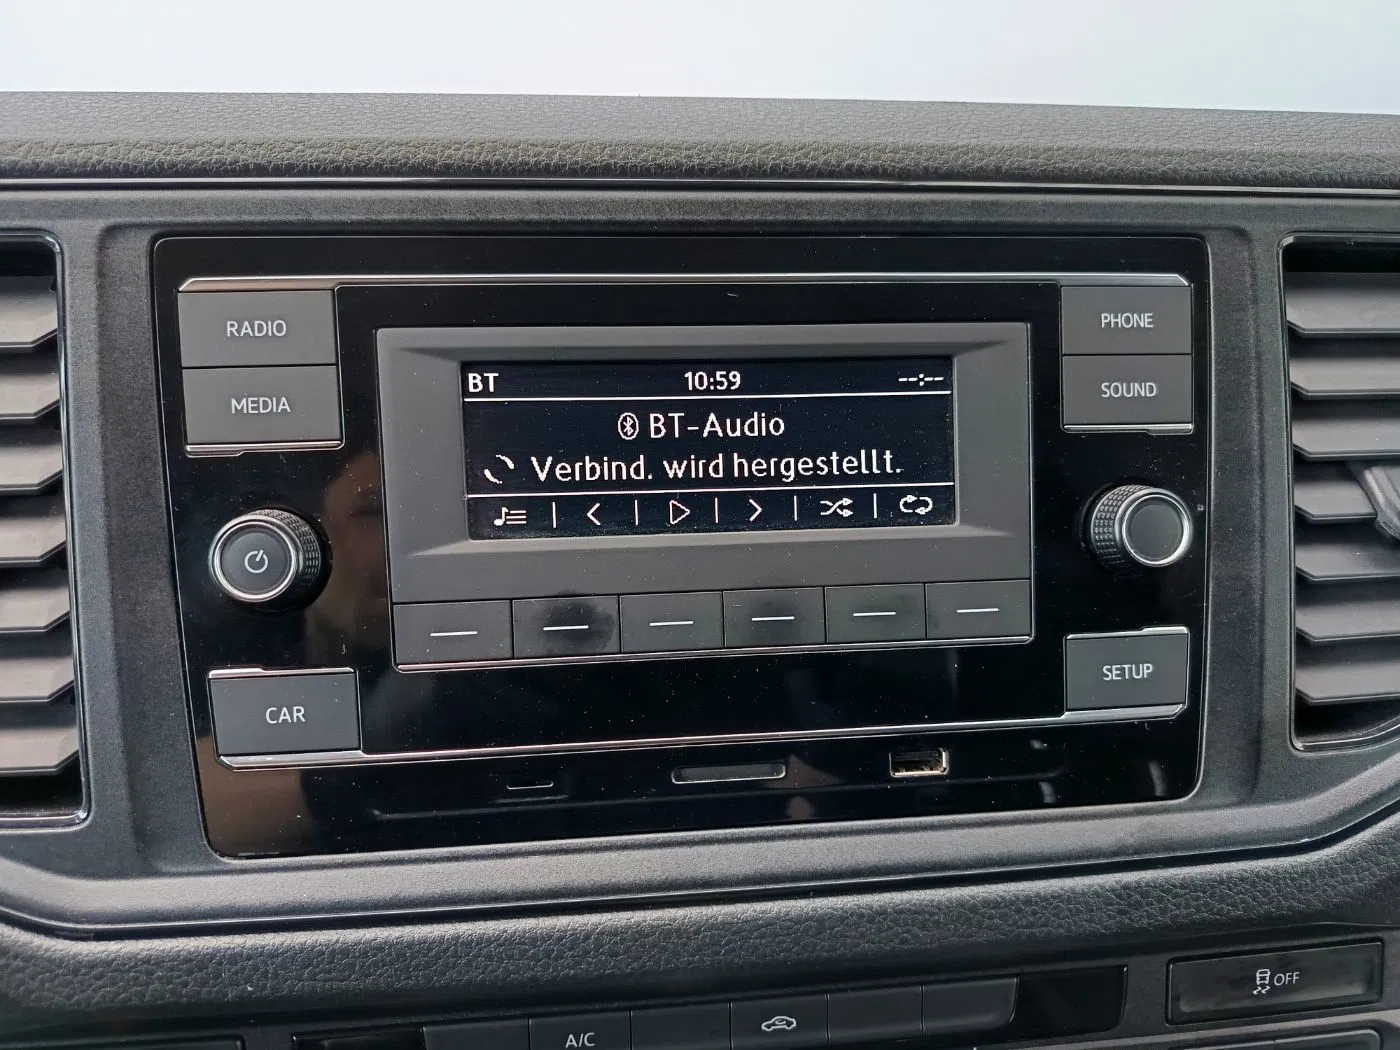 RADIO
MEDIA
PHONE
SOUND
BT 10:59 --:--
BT-Audio
Verbind. wird hergestellt.
CAR
SETUP
OFF
A/C